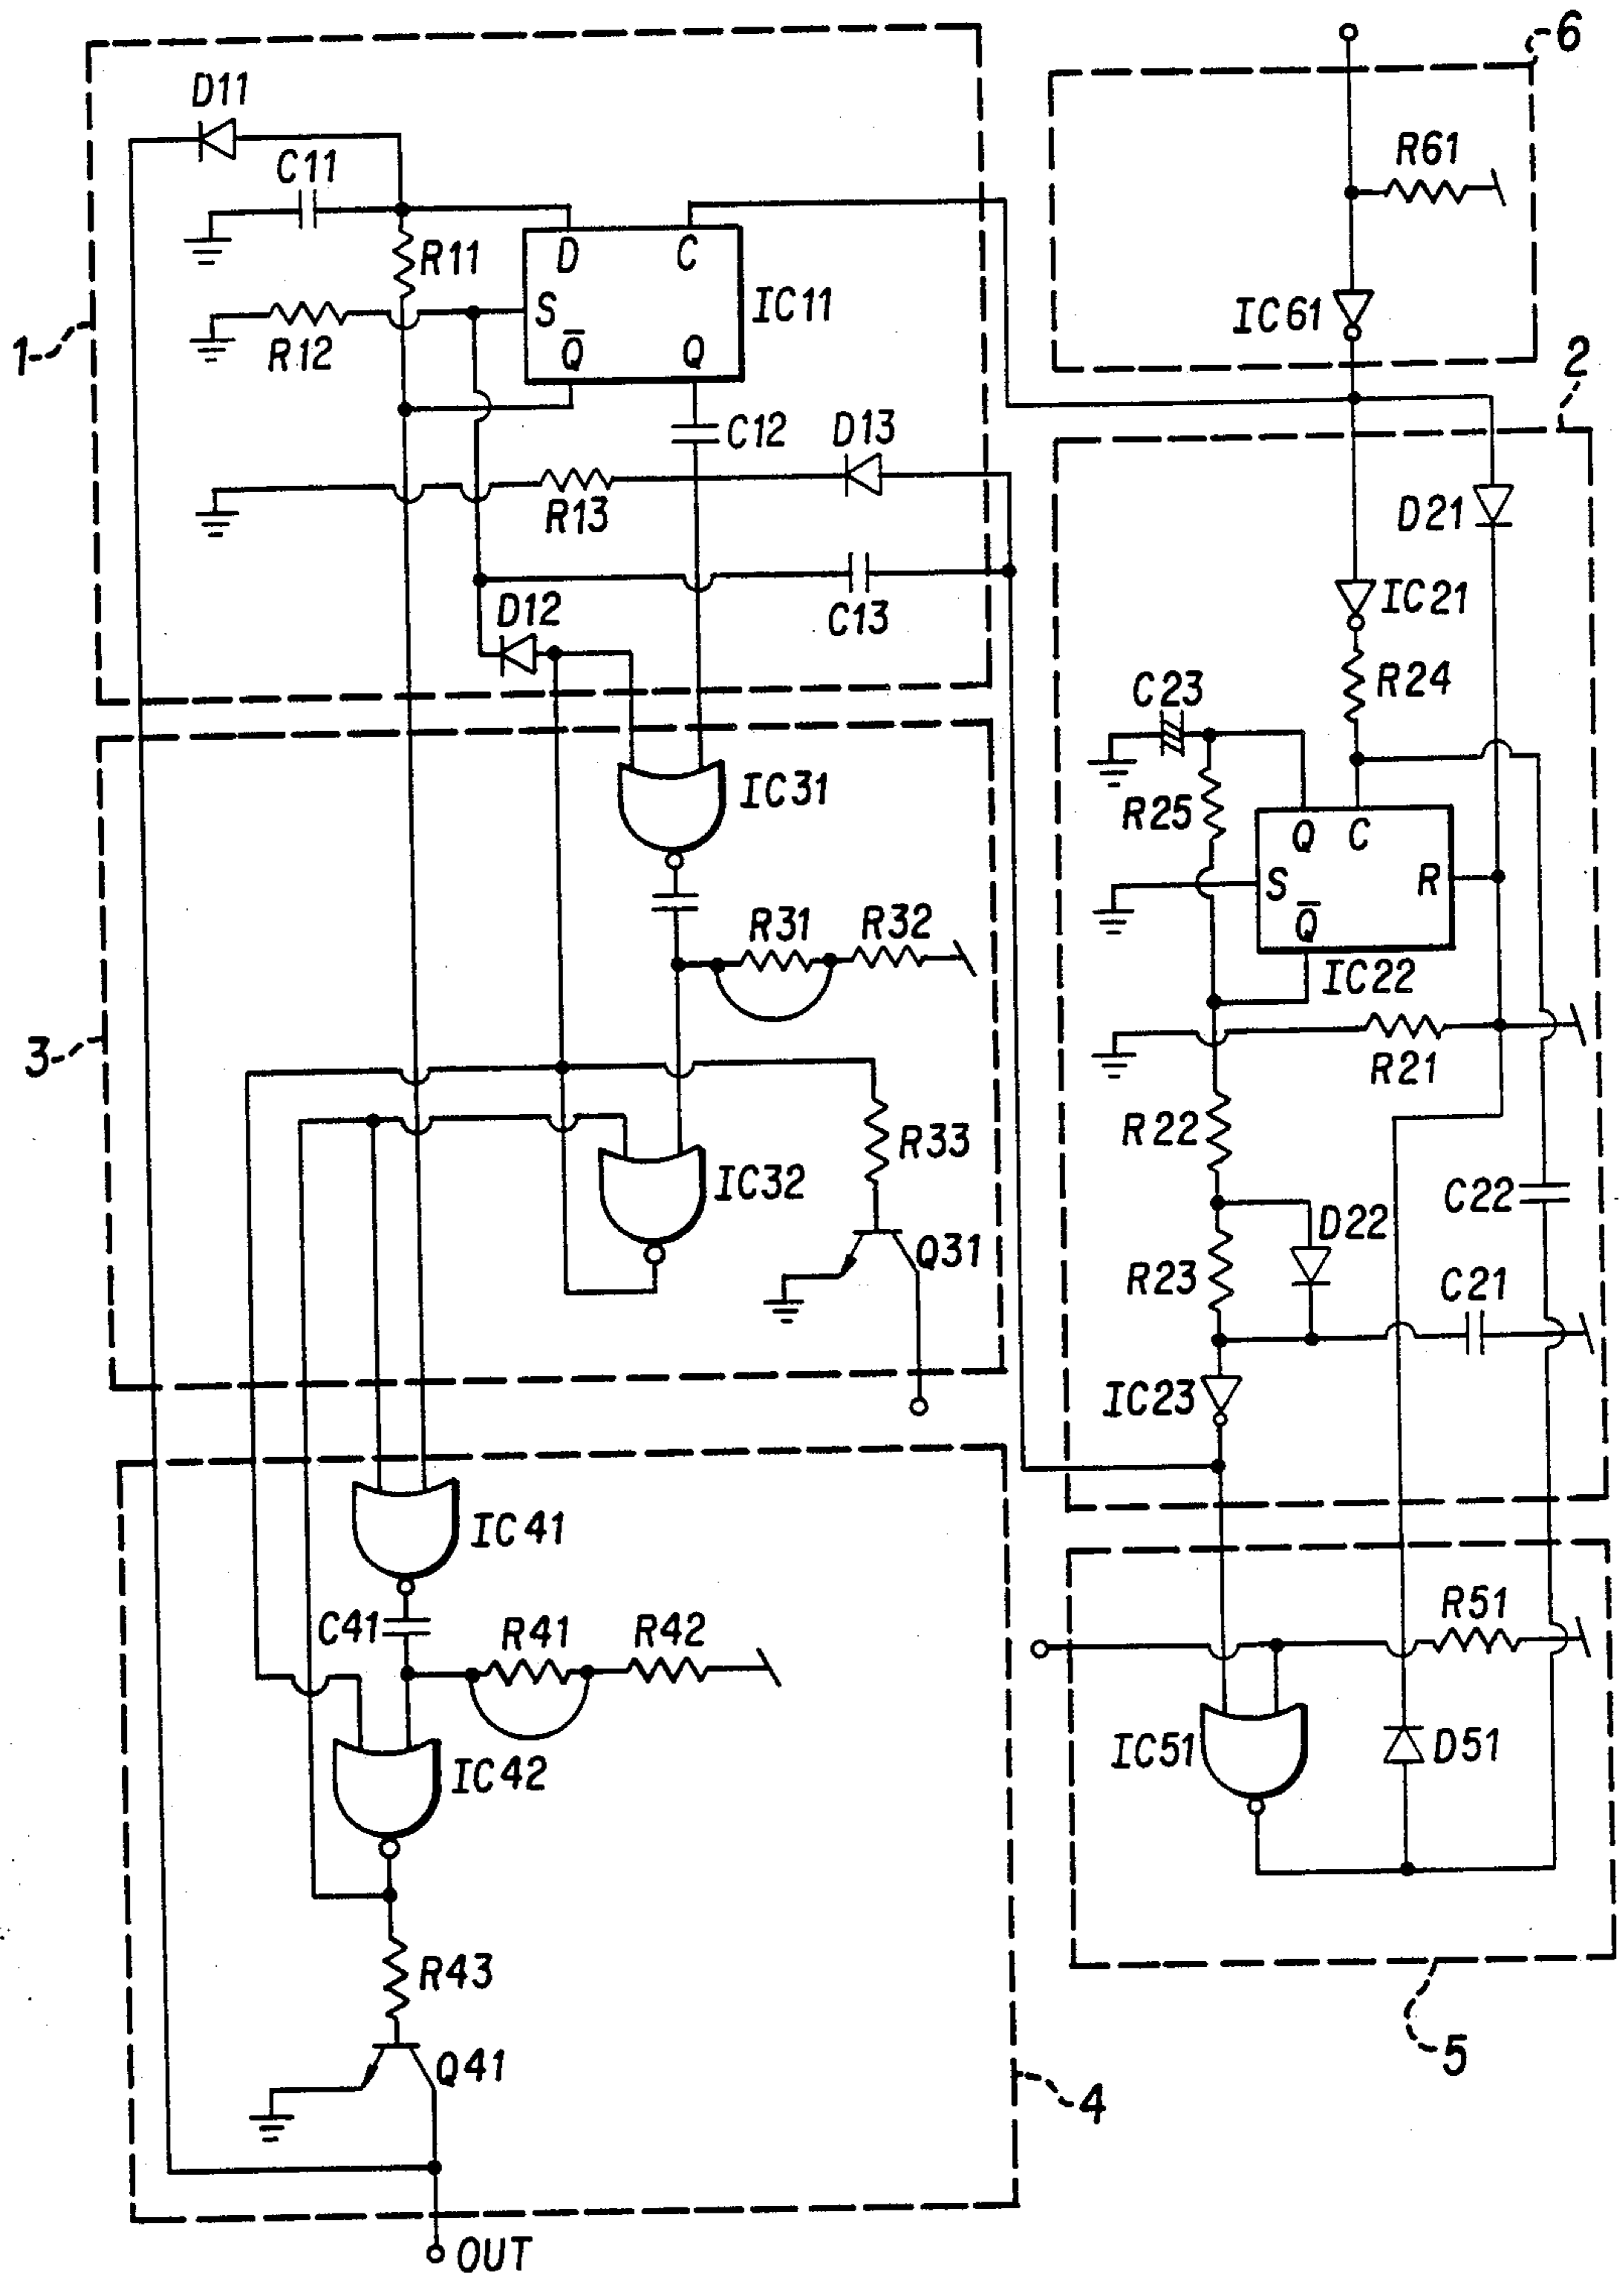 6
D11
C11
R61
D
C
R11
S
IC11
IC61
1
R12
Q̅
Q
2
C12
D13
D21
R13
IC21
D12
C13
R24
C23
IC31
R25
Q
C
S
R
R31
R32
Q̅
IC22
3
R21
R22
R33
IC32
C22
D22
Q31
R23
C21
IC23
IC41
R51
C41
R41
R42
IC51
D51
IC42
R43
5
Q41
4
OUT